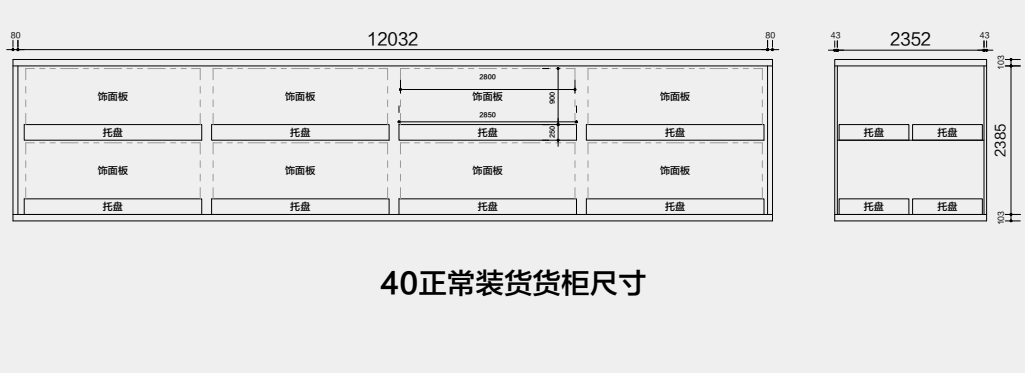 80 12032 80 43 2352 43
103
2800
饰面板 饰面板 饰面板 饰面板
900
2850
托盘 托盘 托盘 托盘 托盘 托盘
250
2385
饰面板 饰面板 饰面板 饰面板
托盘 托盘 托盘 托盘 托盘 托盘
103
40正常装货货柜尺寸